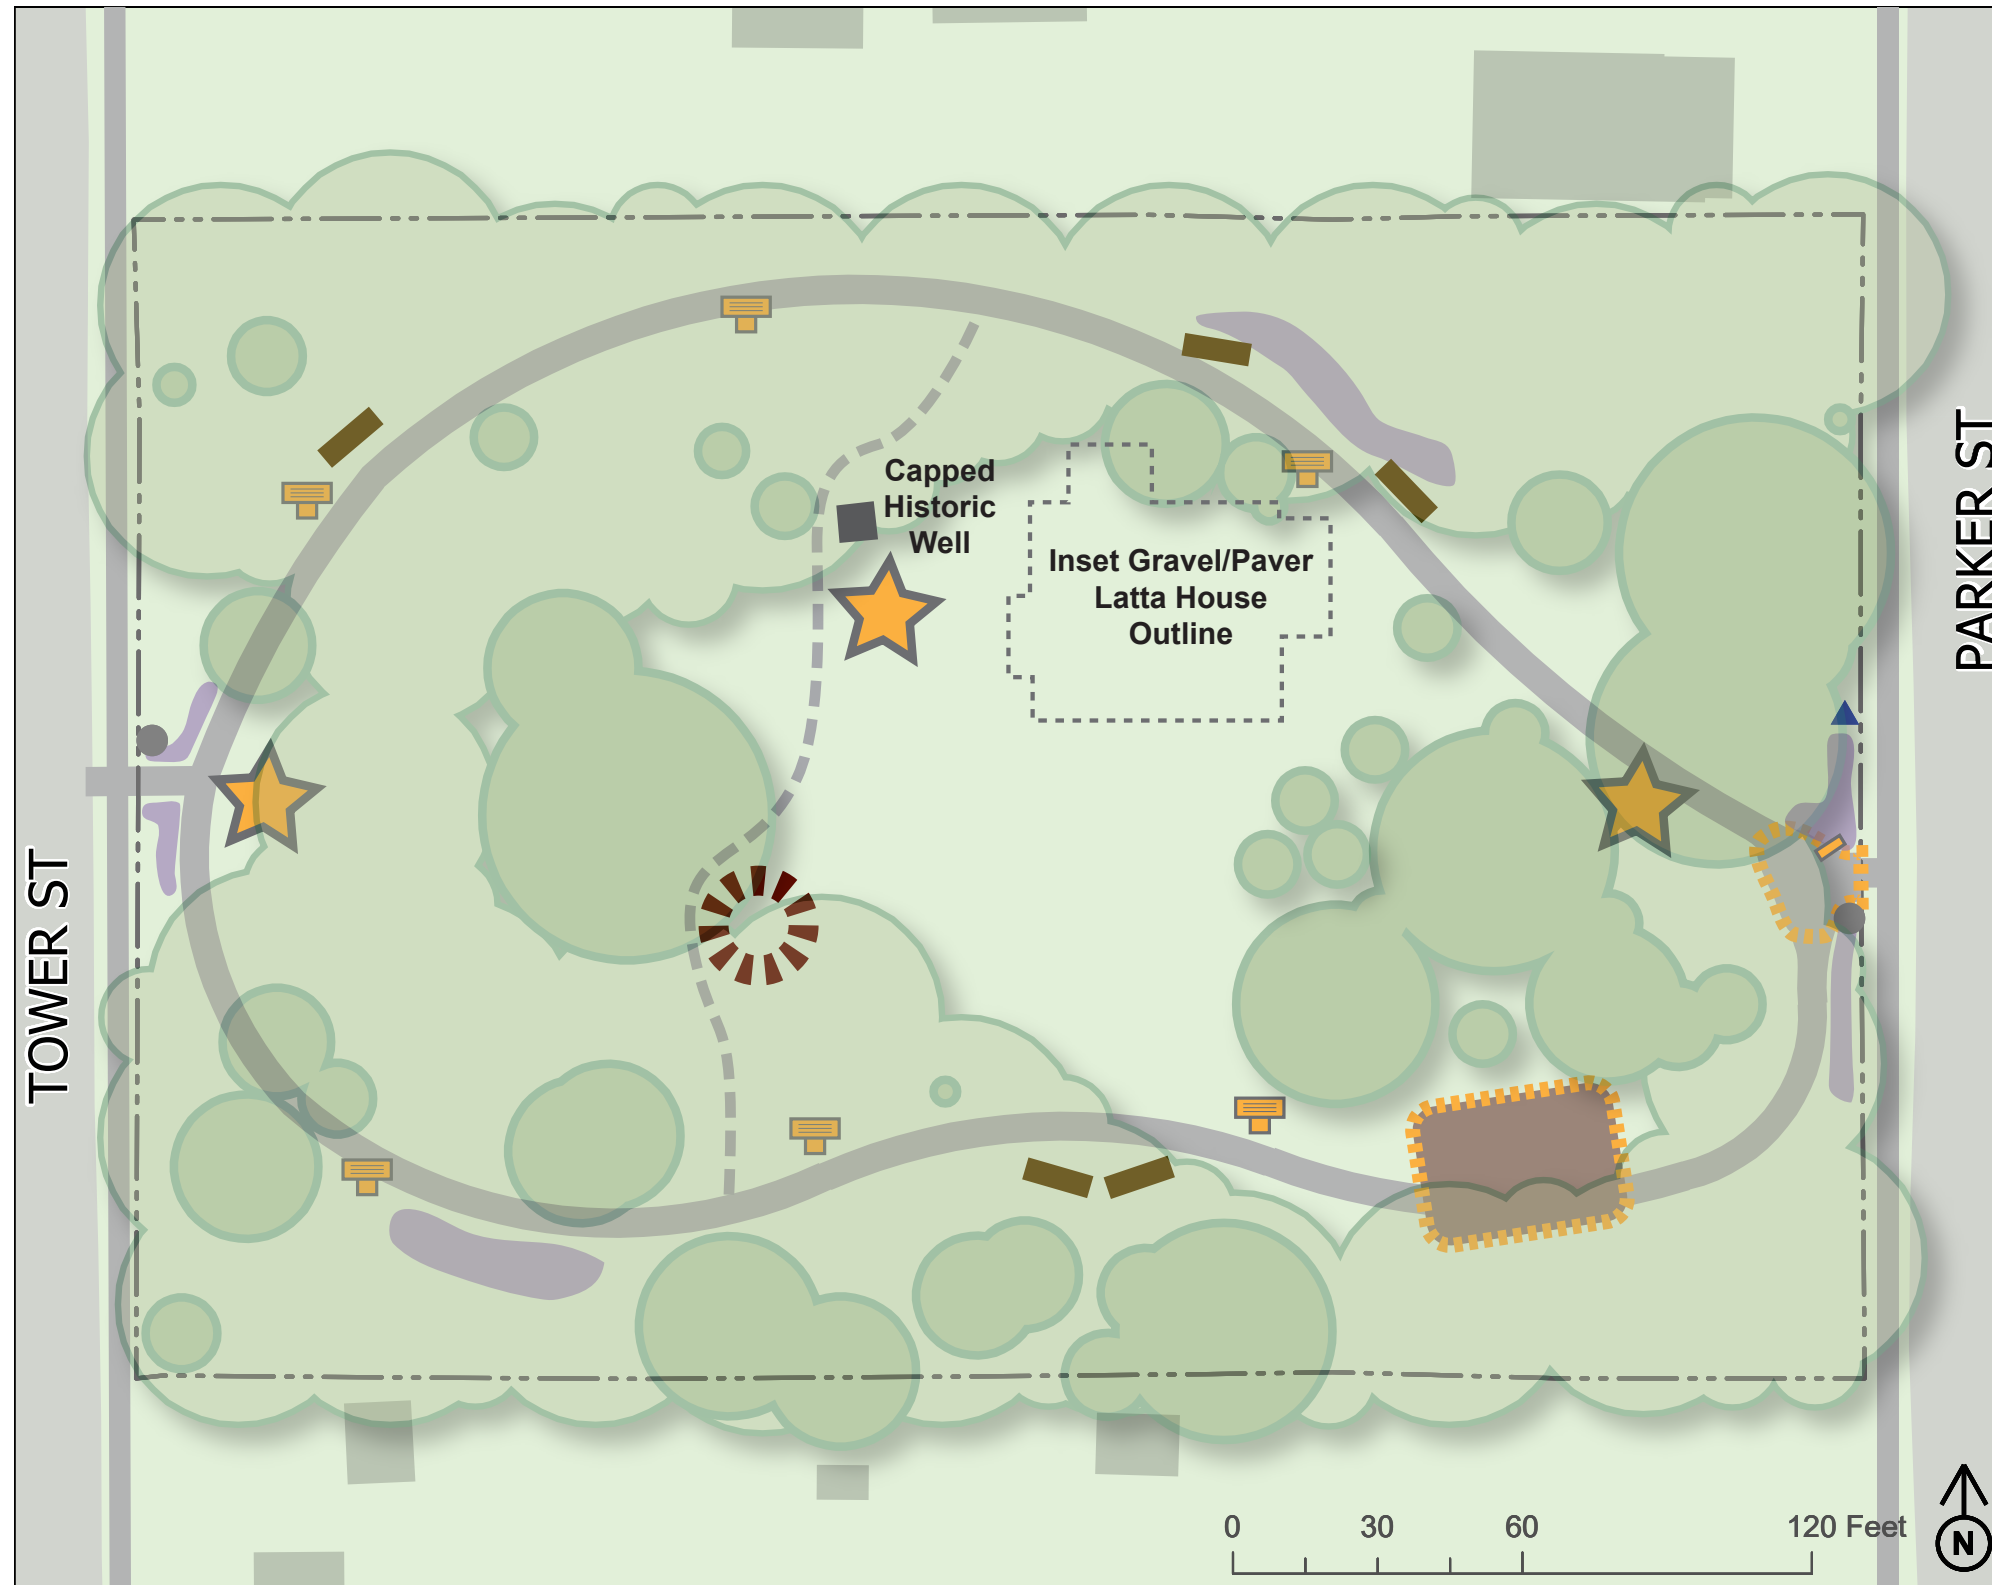 Capped
Historic
Well
Inset Gravel/Paver
Latta House
Outline
TOWER ST
PARKER ST
0 30 60 120 Feet
N